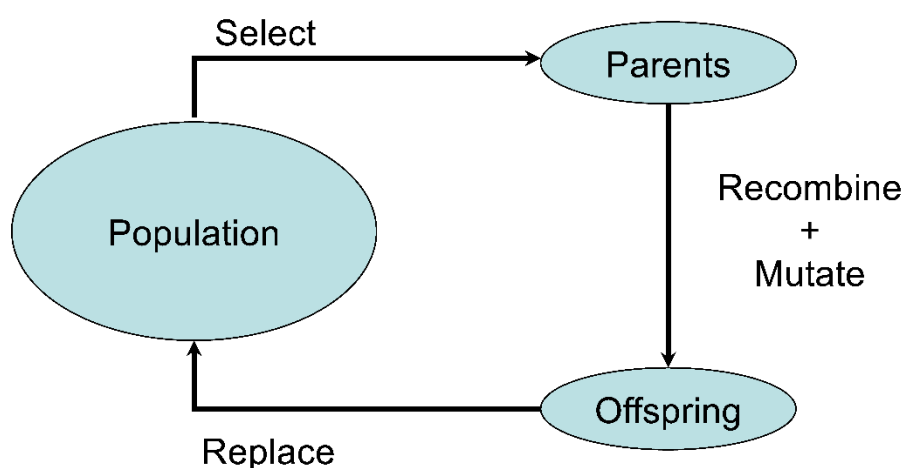 Select
Parents
Population
Recombine
+
Mutate
Offspring
Replace